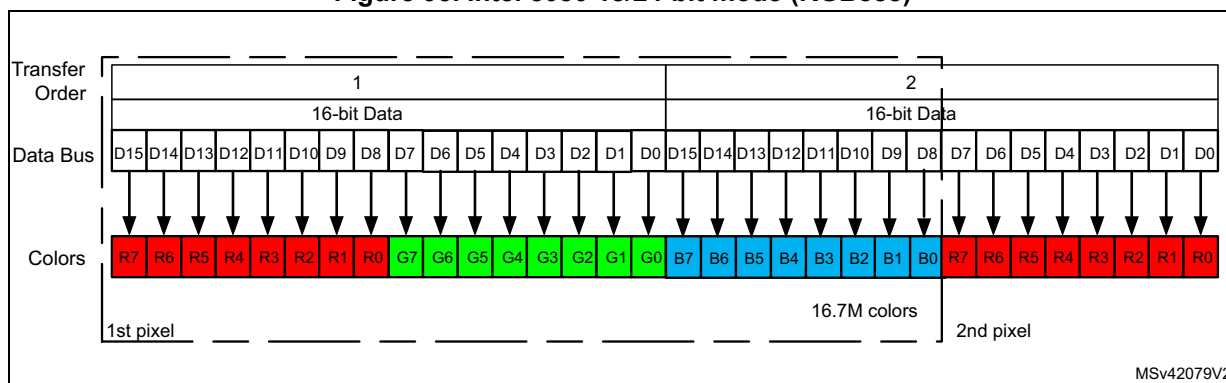 Transfer Order
1 2
16-bit Data 16-bit Data
Data Bus D15 D14 D13 D12 D11 D10 D9 D8 D7 D6 D5 D4 D3 D2 D1 D0 D15 D14 D13 D12 D11 D10 D9 D8 D7 D6 D5 D4 D3 D2 D1 D0
Colors R7 R6 R5 R4 R3 R2 R1 R0 G7 G6 G5 G4 G3 G2 G1 G0 B7 B6 B5 B4 B3 B2 B1 B0 R7 R6 R5 R4 R3 R2 R1 R0
16.7M colors
1st pixel 2nd pixel
MSv42079V2